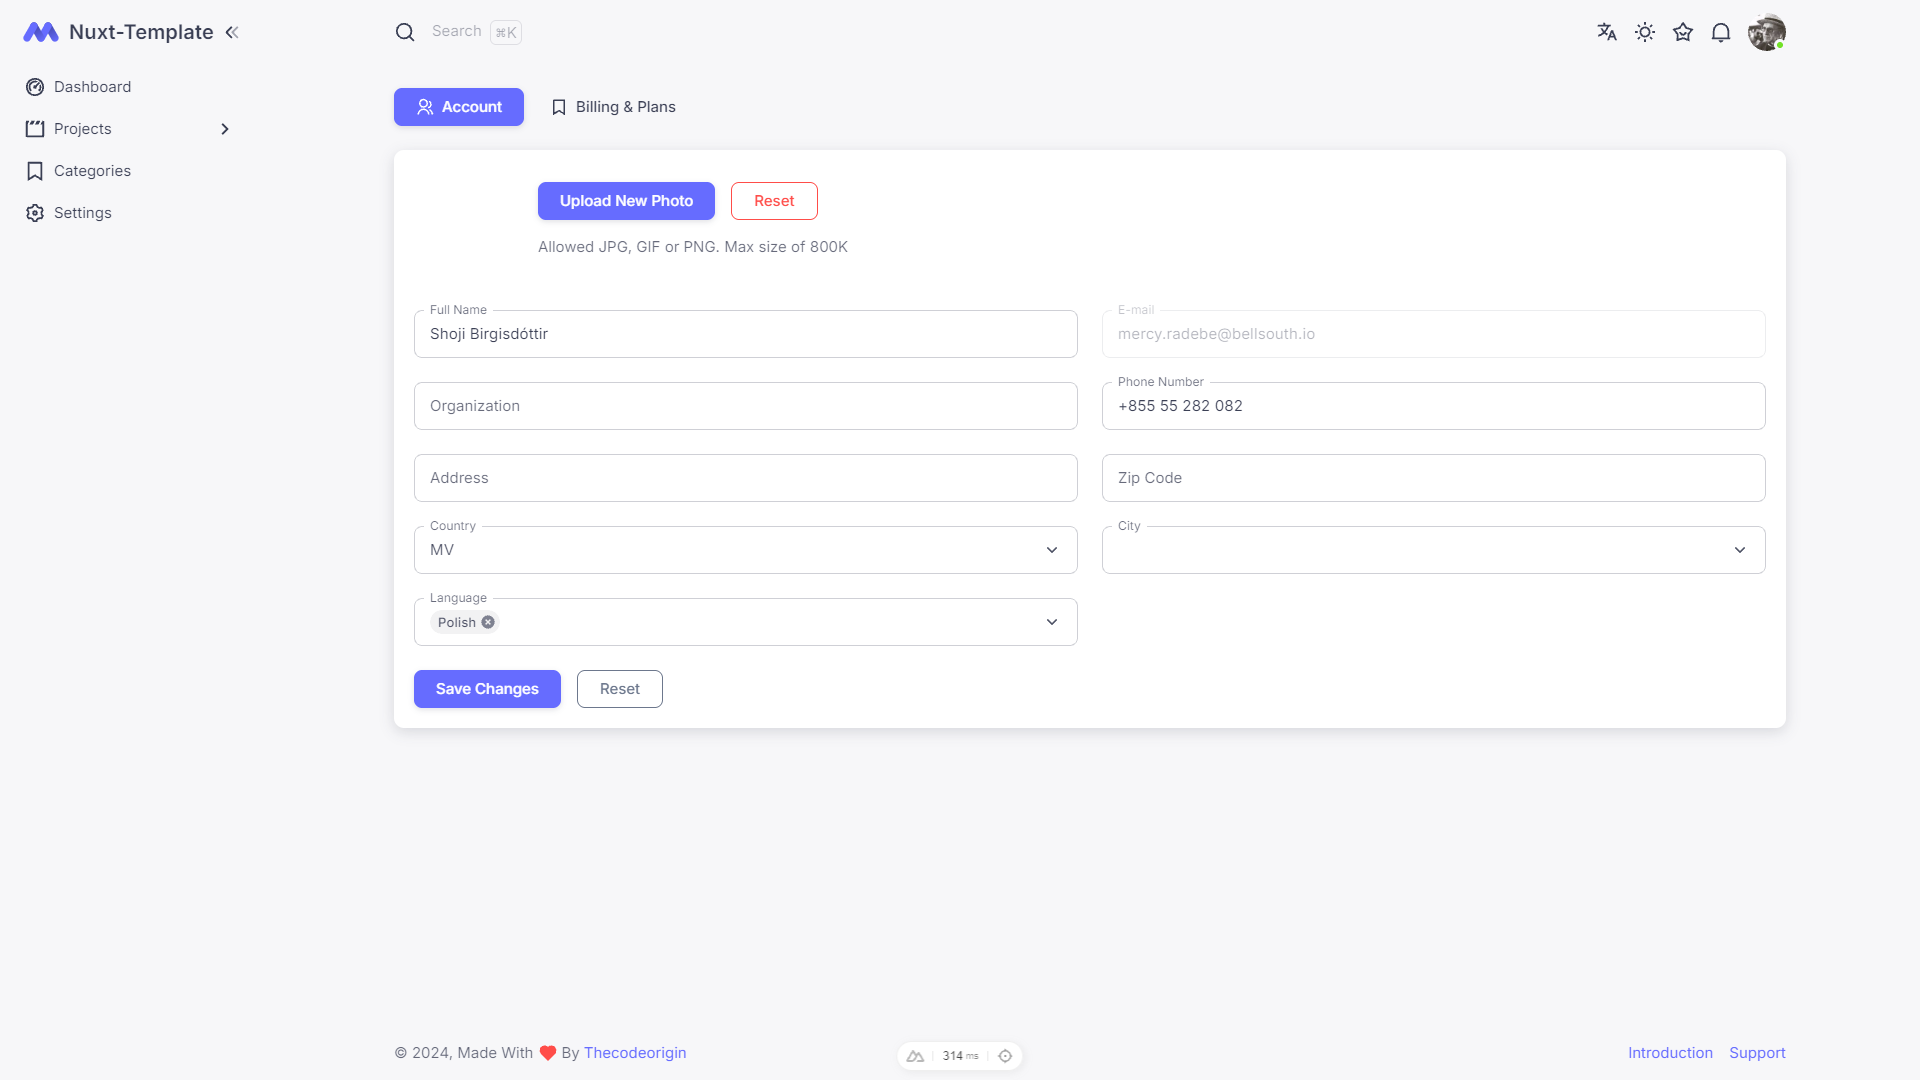 Nuxt-Template
Search ⌘K
Dashboard
Projects
Categories
Settings
Account
Billing & Plans
Upload New Photo
Reset
Allowed JPG, GIF or PNG. Max size of 800K
Full Name
Shoji Birgisdóttir
E-mail
mercy.radebe@bellsouth.io
Organization
Phone Number
+855 55 282 082
Address
Zip Code
Country
MV
City
Language
Polish
Save Changes
Reset
© 2024, Made With ❤ By Thecodeorigin
314 ms
Introduction
Support